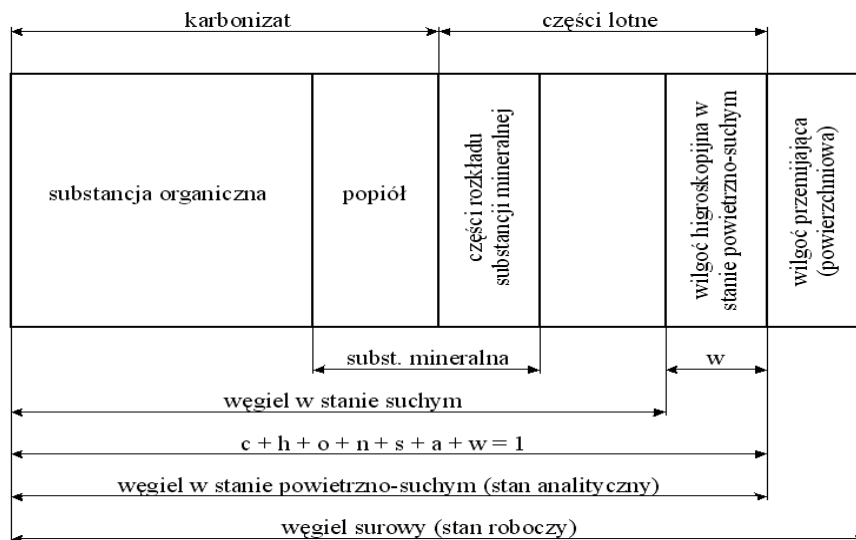 karbonizat
części lotne
substancja organiczna
popiół
części rozkładu
substancji mineralnej
wilgoć higroskopijna w
stanie powietrzno-suchym
wilgoć przemijająca
(powierzchniowa)
subst. mineralna
w
węgiel w stanie suchym
c + h + o + n + s + a + w = 1
węgiel w stanie powietrzno-suchym (stan analityczny)
węgiel surowy (stan roboczy)